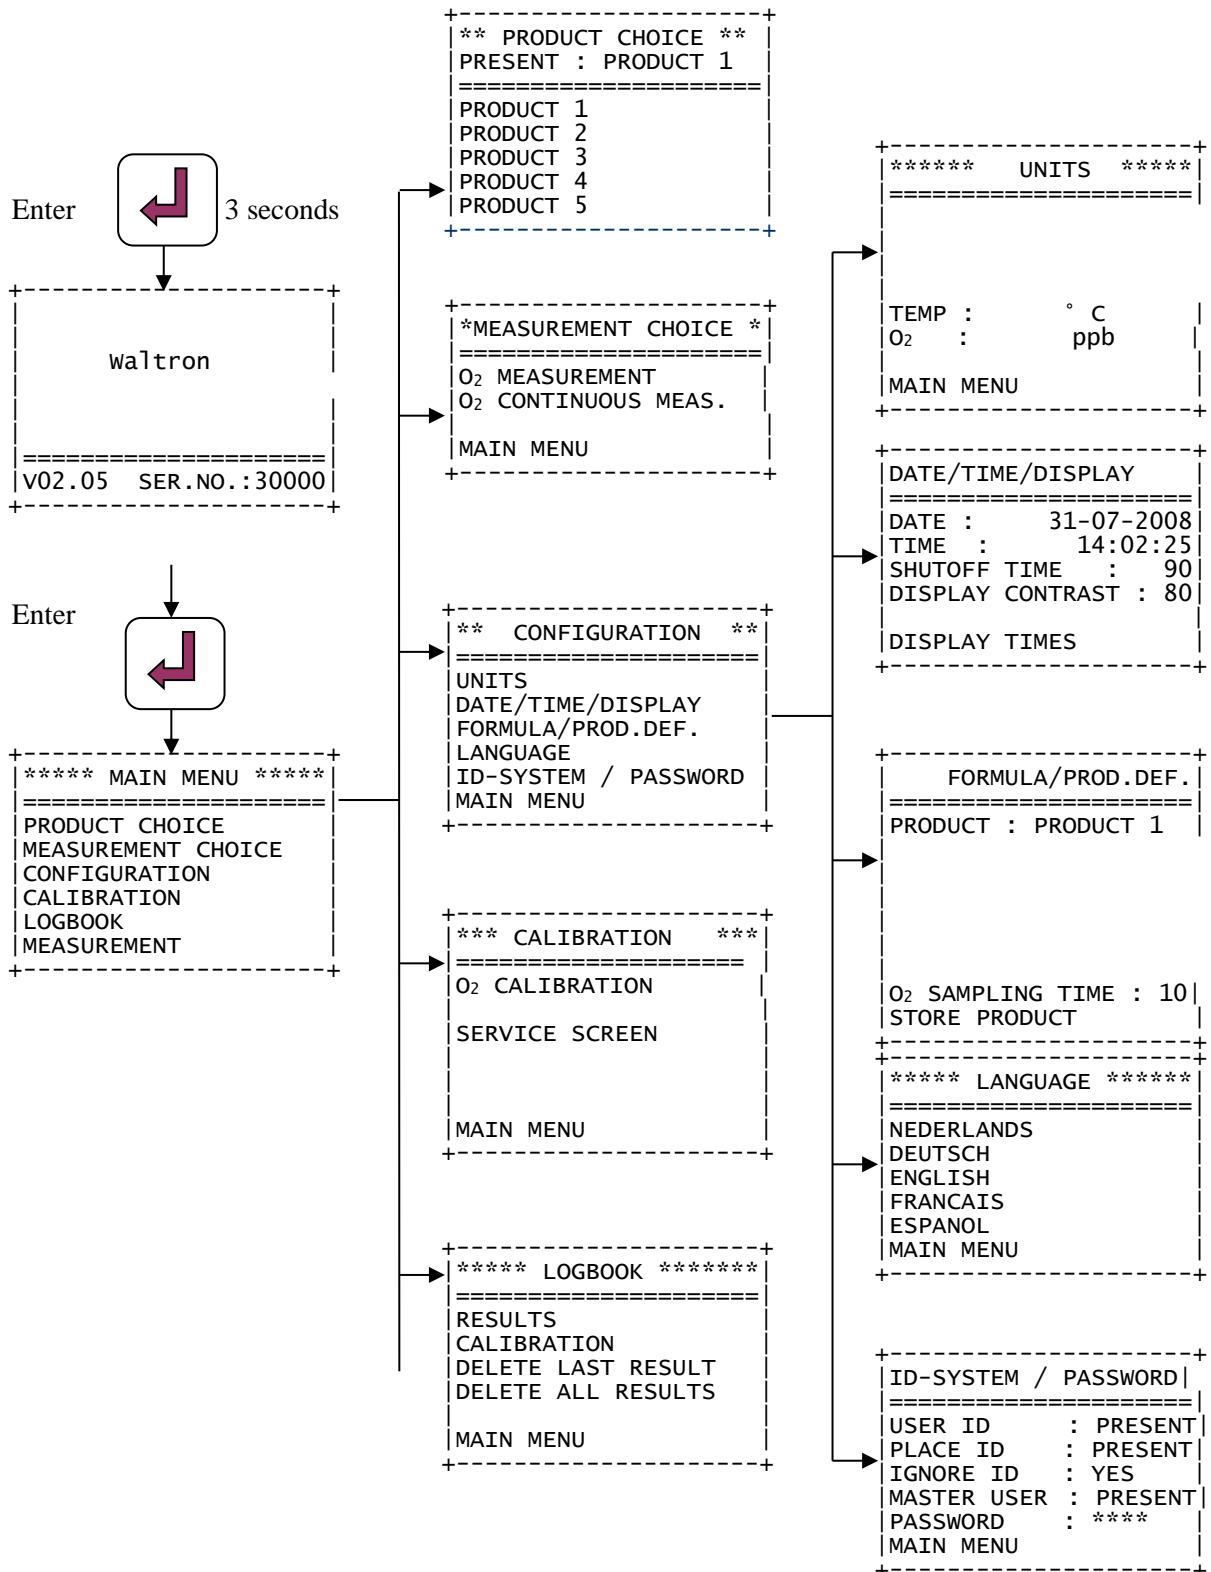 Enter
3 seconds
Waltron
V02.05 SER.NO.:30000
Enter
***** MAIN MENU *****
=====================
PRODUCT CHOICE
MEASUREMENT CHOICE
CONFIGURATION
CALIBRATION
LOGBOOK
MEASUREMENT
** PRODUCT CHOICE **
PRESENT : PRODUCT 1
=====================
PRODUCT 1
PRODUCT 2
PRODUCT 3
PRODUCT 4
PRODUCT 5
*MEASUREMENT CHOICE *
=====================
O2 MEASUREMENT
O2 CONTINUOUS MEAS.
MAIN MENU
** CONFIGURATION **
=====================
UNITS
DATE/TIME/DISPLAY
FORMULA/PROD.DEF.
LANGUAGE
ID-SYSTEM / PASSWORD
MAIN MENU
*** CALIBRATION ***
====================
O2 CALIBRATION
SERVICE SCREEN
MAIN MENU
***** LOGBOOK *******
=====================
RESULTS
CALIBRATION
DELETE LAST RESULT
DELETE ALL RESULTS
MAIN MENU
****** UNITS *****
=====================
TEMP : ° C
O2 : ppb
MAIN MENU
DATE/TIME/DISPLAY
=====================
DATE : 31-07-2008
TIME : 14:02:25
SHUTOFF TIME : 90
DISPLAY CONTRAST : 80
DISPLAY TIMES
FORMULA/PROD.DEF.
=====================
PRODUCT : PRODUCT 1
O2 SAMPLING TIME : 10
STORE PRODUCT
***** LANGUAGE ******
=====================
NEDERLANDS
DEUTSCH
ENGLISH
FRANCAIS
ESPANOL
MAIN MENU
ID-SYSTEM / PASSWORD
=====================
USER ID : PRESENT
PLACE ID : PRESENT
IGNORE ID : YES
MASTER USER : PRESENT
PASSWORD : ****
MAIN MENU